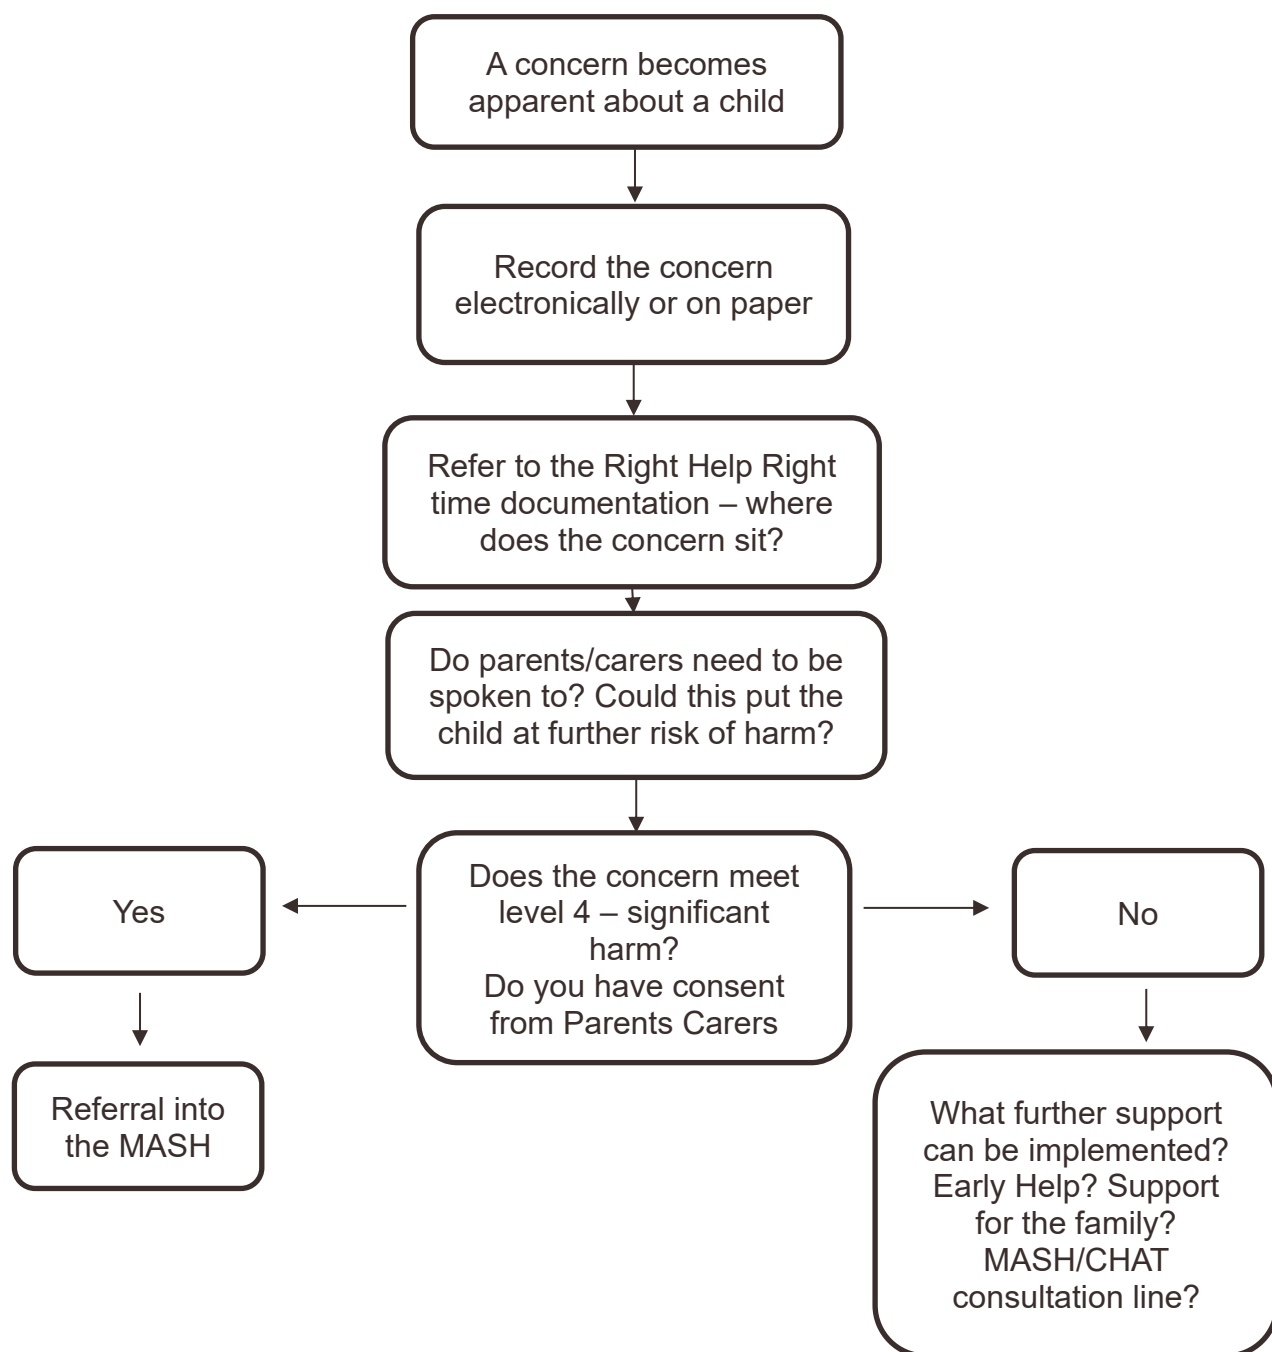 A concern becomes
apparent about a child
Record the concern
electronically or on paper
Refer to the Right Help Right
time documentation – where
does the concern sit?
Do parents/carers need to be
spoken to? Could this put the
child at further risk of harm?
Does the concern meet
level 4 – significant
harm?
Do you have consent
from Parents Carers
Yes
No
Referral into
the MASH
What further support
can be implemented?
Early Help? Support
for the family?
MASH/CHAT
consultation line?